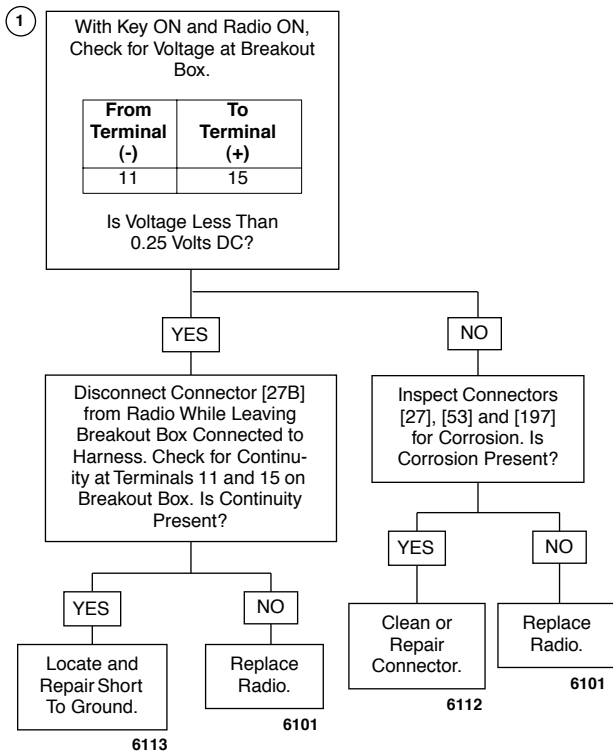 1
With Key ON and Radio ON,
Check for Voltage at Breakout
Box.
From Terminal (-)
To Terminal (+)
11
15
Is Voltage Less Than
0.25 Volts DC?
YES
NO
Disconnect Connector [27B]
from Radio While Leaving
Breakout Box Connected to
Harness. Check for Continu-
ity at Terminals 11 and 15 on
Breakout Box. Is Continuity
Present?
Inspect Connectors
[27], [53] and [197]
for Corrosion. Is
Corrosion Present?
YES
NO
YES
NO
Locate and
Repair Short
To Ground.
6113
Replace
Radio.
6101
Clean or
Repair
Connector.
6112
Replace
Radio.
6101